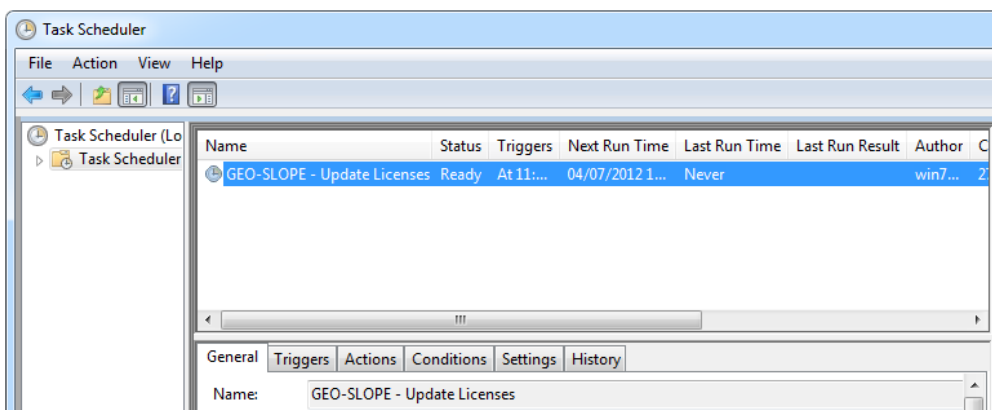 Task Scheduler
File Action View Help
Task Scheduler (Lo
Task Scheduler
Name Status Triggers Next Run Time Last Run Time Last Run Result Author C
GEO-SLOPE - Update Licenses Ready At 11:... 04/07/2012 1... Never win7... 2
General Triggers Actions Conditions Settings History
Name: GEO-SLOPE - Update Licenses